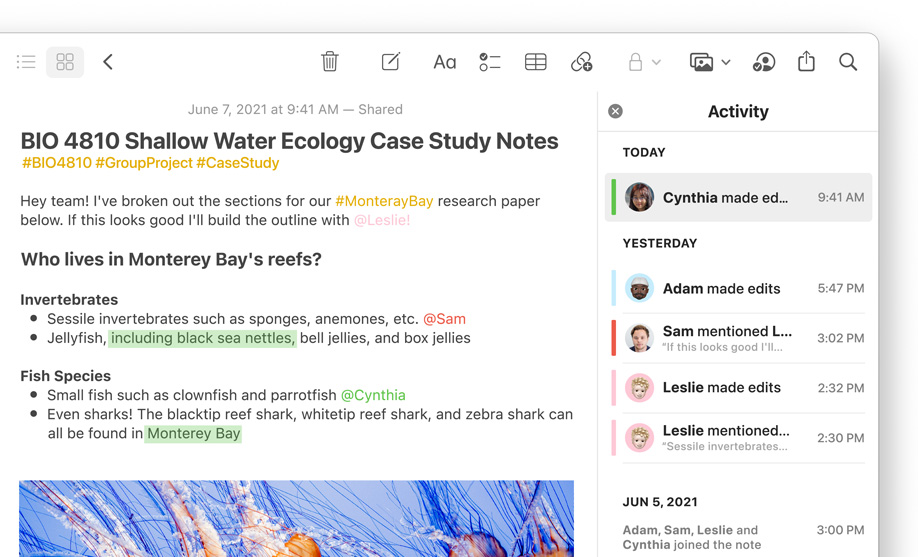 Aa
June 7, 2021 at 9:41 AM — Shared
BIO 4810 Shallow Water Ecology Case Study Notes
#BIO4810 #GroupProject #CaseStudy
Hey team! I've broken out the sections for our #MonterayBay research paper
below. If this looks good I'll build the outline with @Leslie!
Who lives in Monterey Bay's reefs?
Invertebrates
• Sessile invertebrates such as sponges, anemones, etc. @Sam
• Jellyfish, including black sea nettles, bell jellies, and box jellies
Fish Species
• Small fish such as clownfish and parrotfish @Cynthia
• Even sharks! The blacktip reef shark, whitetip reef shark, and zebra shark can
all be found in Monterey Bay
Activity
TODAY
Cynthia made ed... 9:41 AM
YESTERDAY
Adam made edits 5:47 PM
Sam mentioned L... 3:02 PM
"If this looks good I'll...
Leslie made edits 2:32 PM
Leslie mentioned... 2:30 PM
"Sessile invertebrates...
JUN 5, 2021
Adam, Sam, Leslie and 3:00 PM
Cynthia joined the note